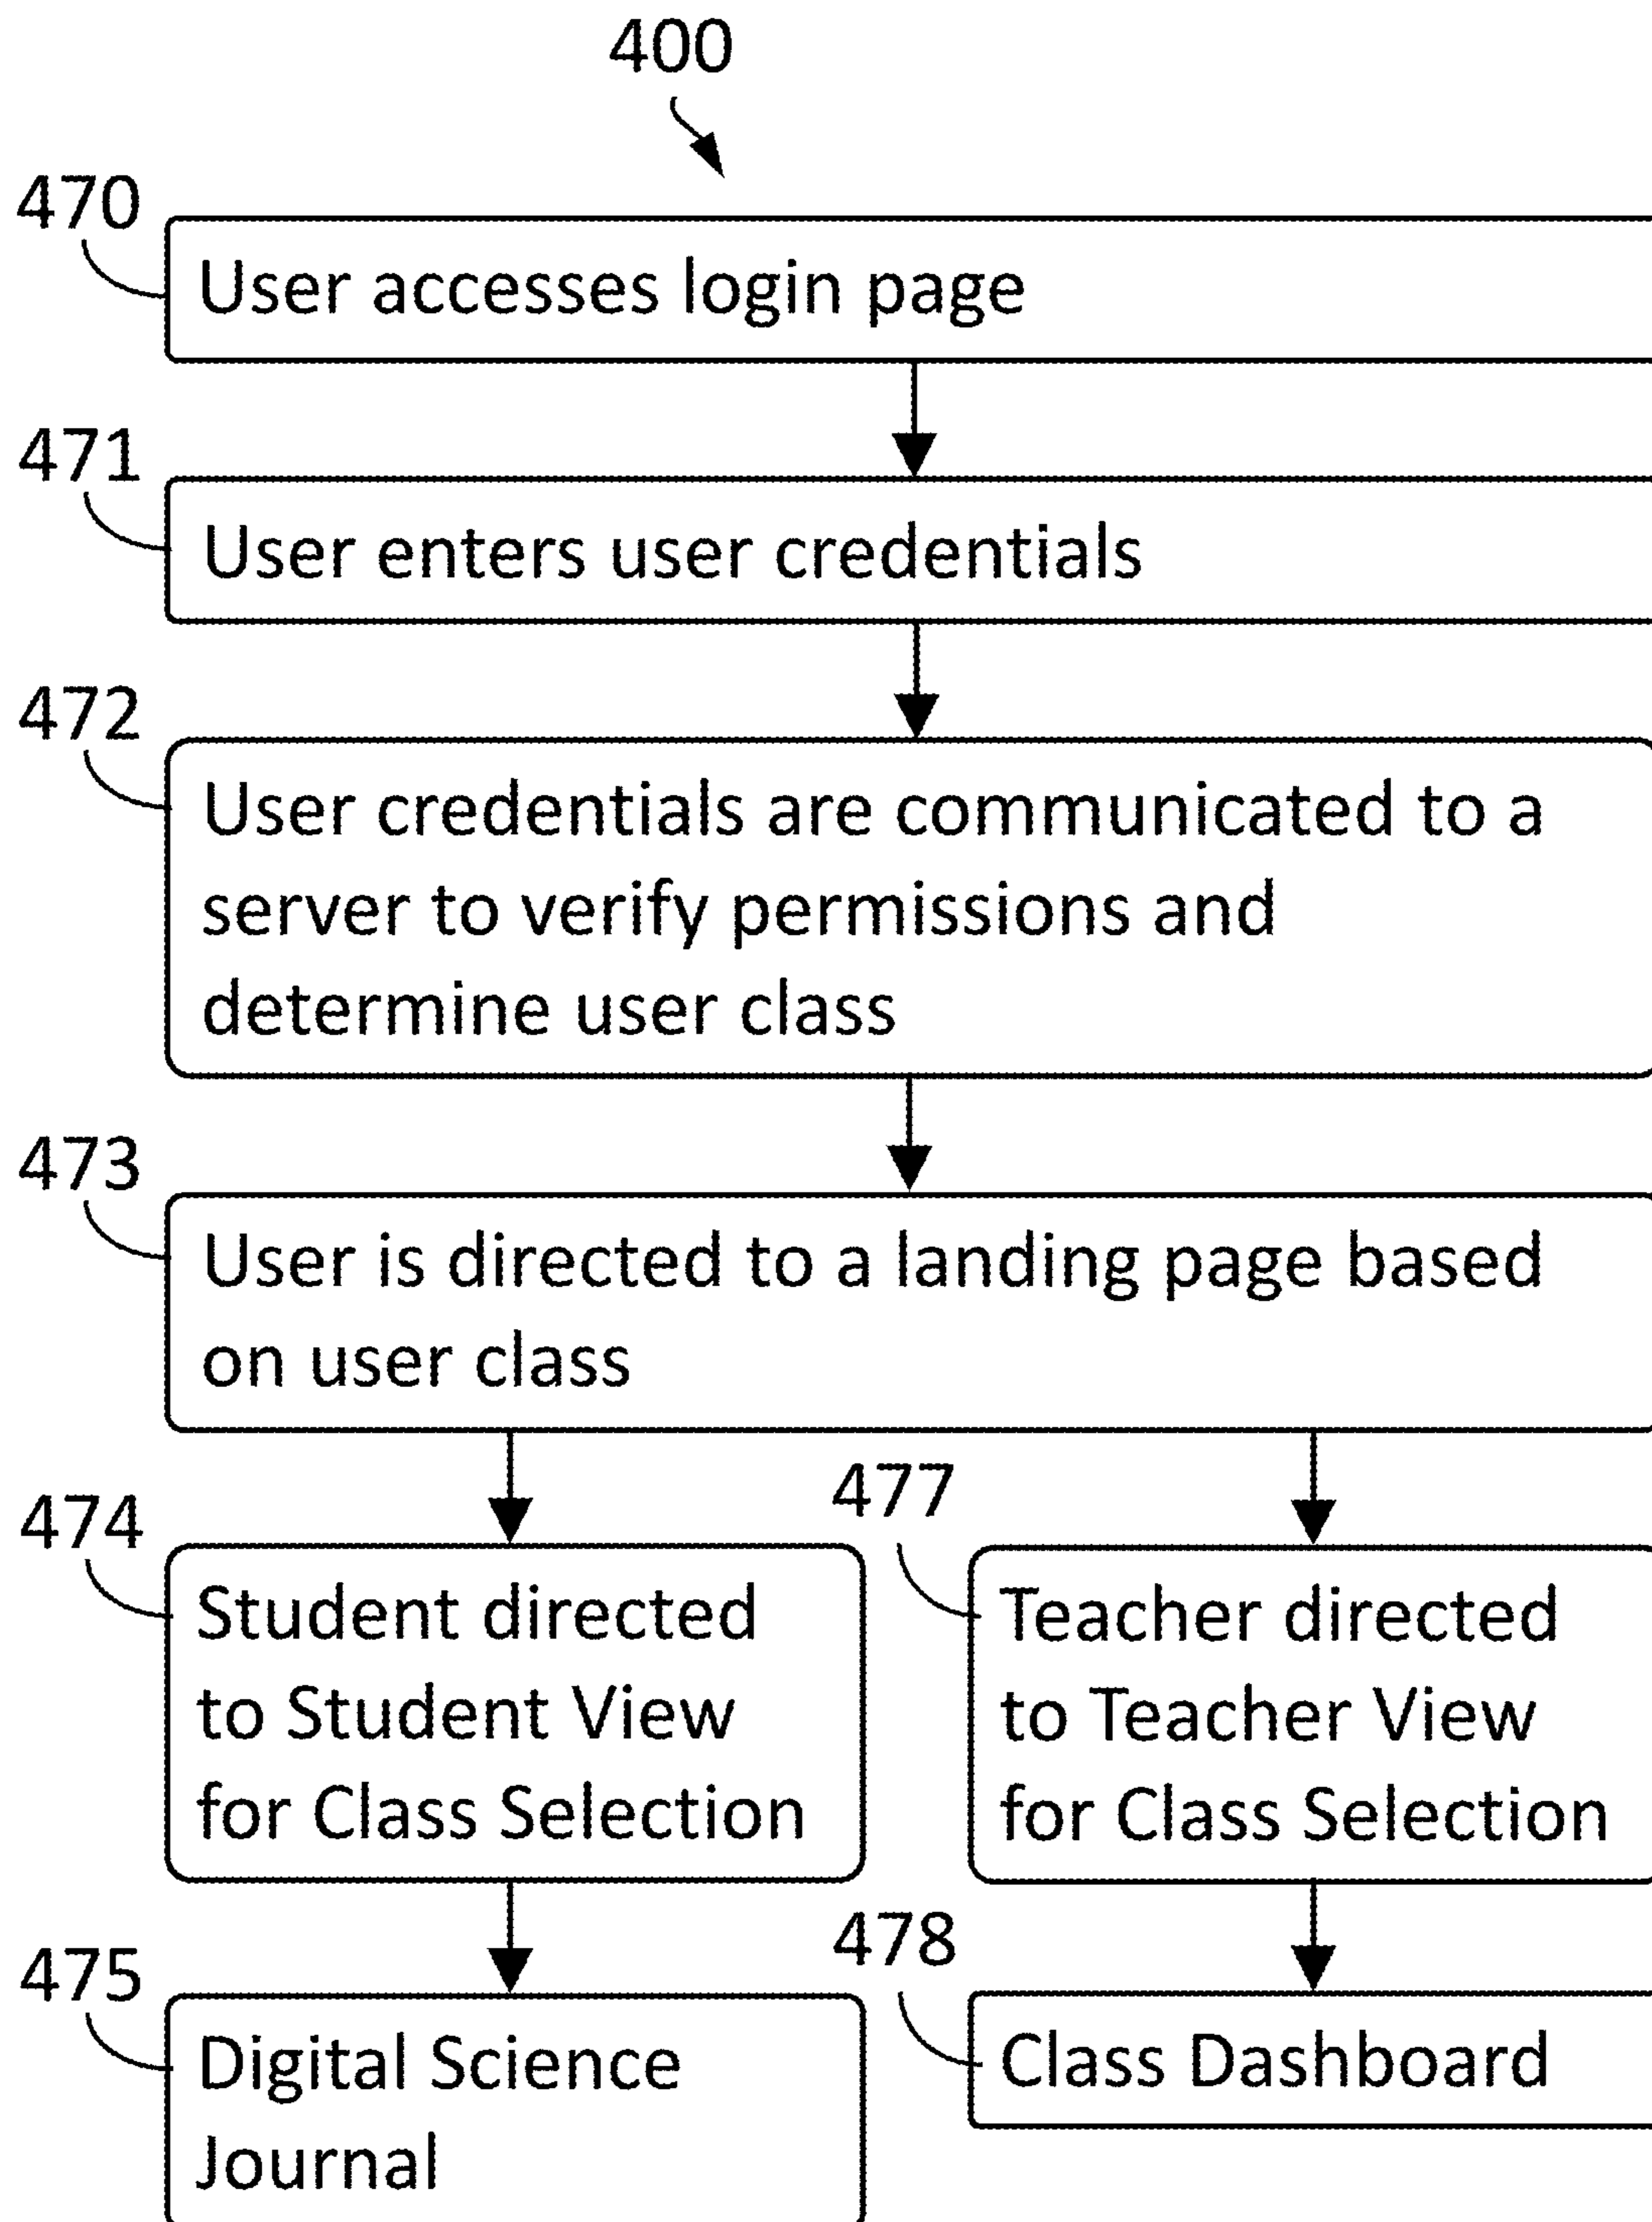 400
470
User accesses login page
471
User enters user credentials
472
User credentials are communicated to a
server to verify permissions and
determine user class
473
User is directed to a landing page based
on user class
474
Student directed
to Student View
for Class Selection
477
Teacher directed
to Teacher View
for Class Selection
475
Digital Science
Journal
478
Class Dashboard